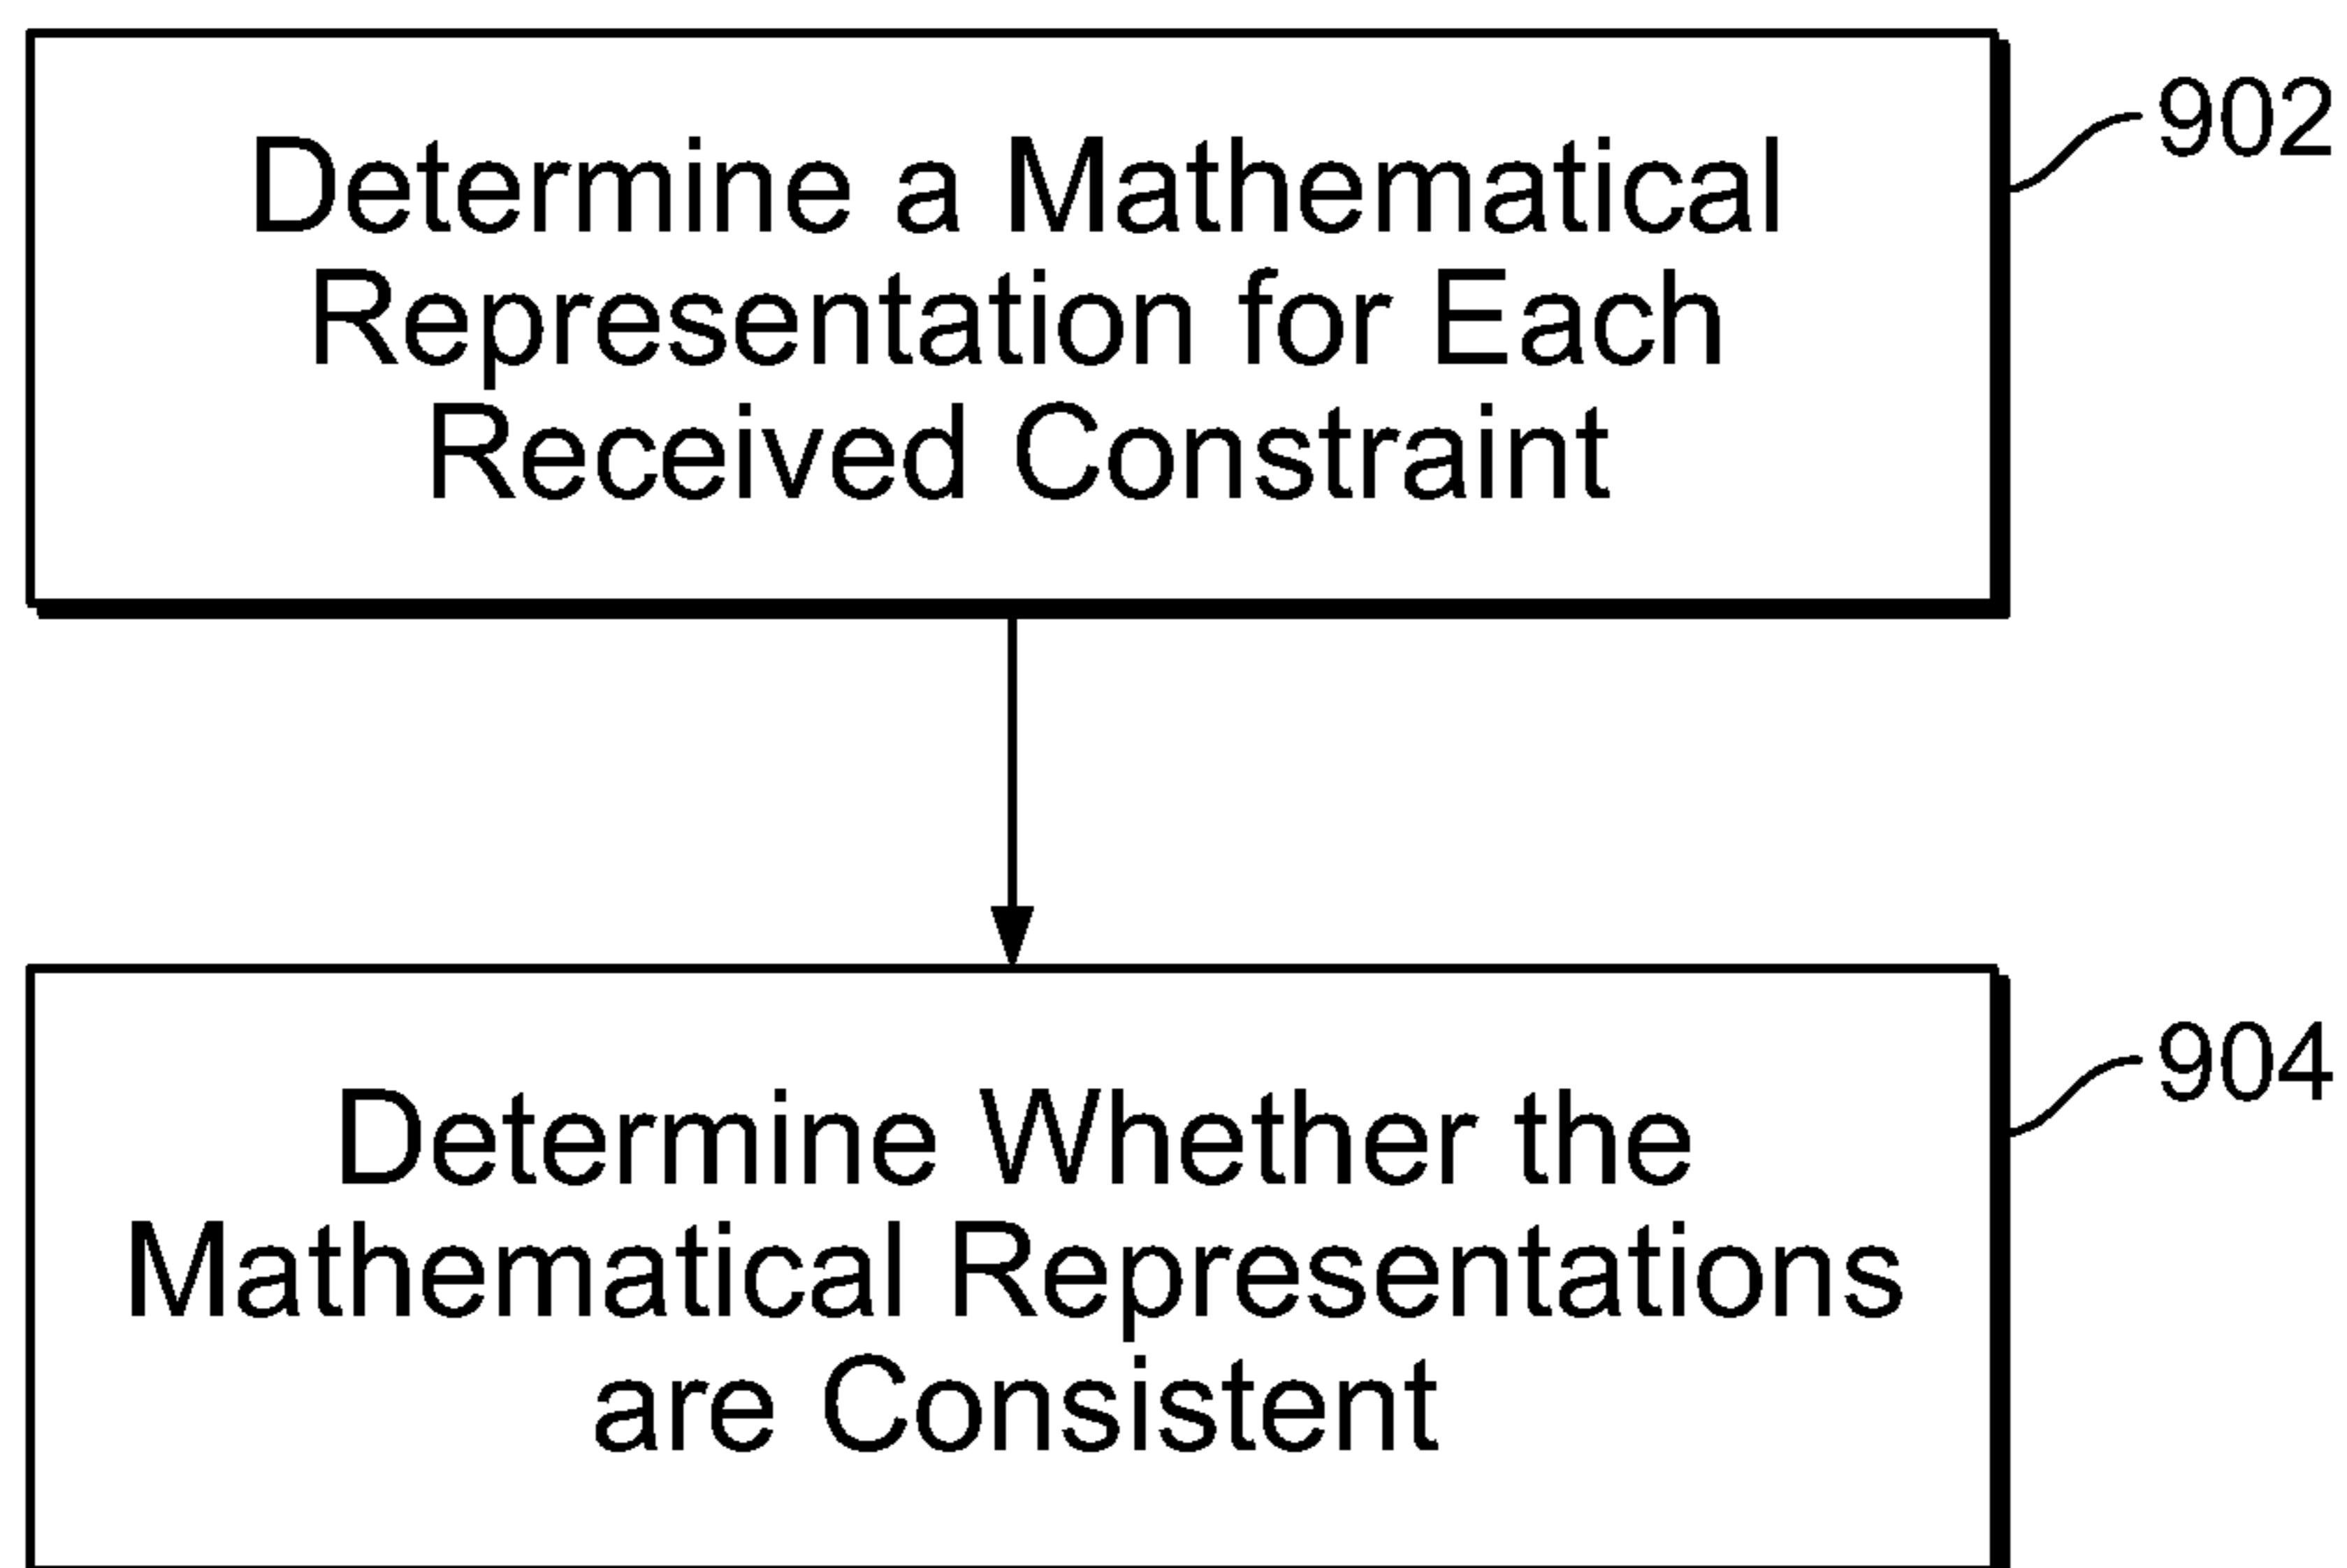 Determine a Mathematical
Representation for Each
Received Constraint
902
Determine Whether the
Mathematical Representations
are Consistent
904